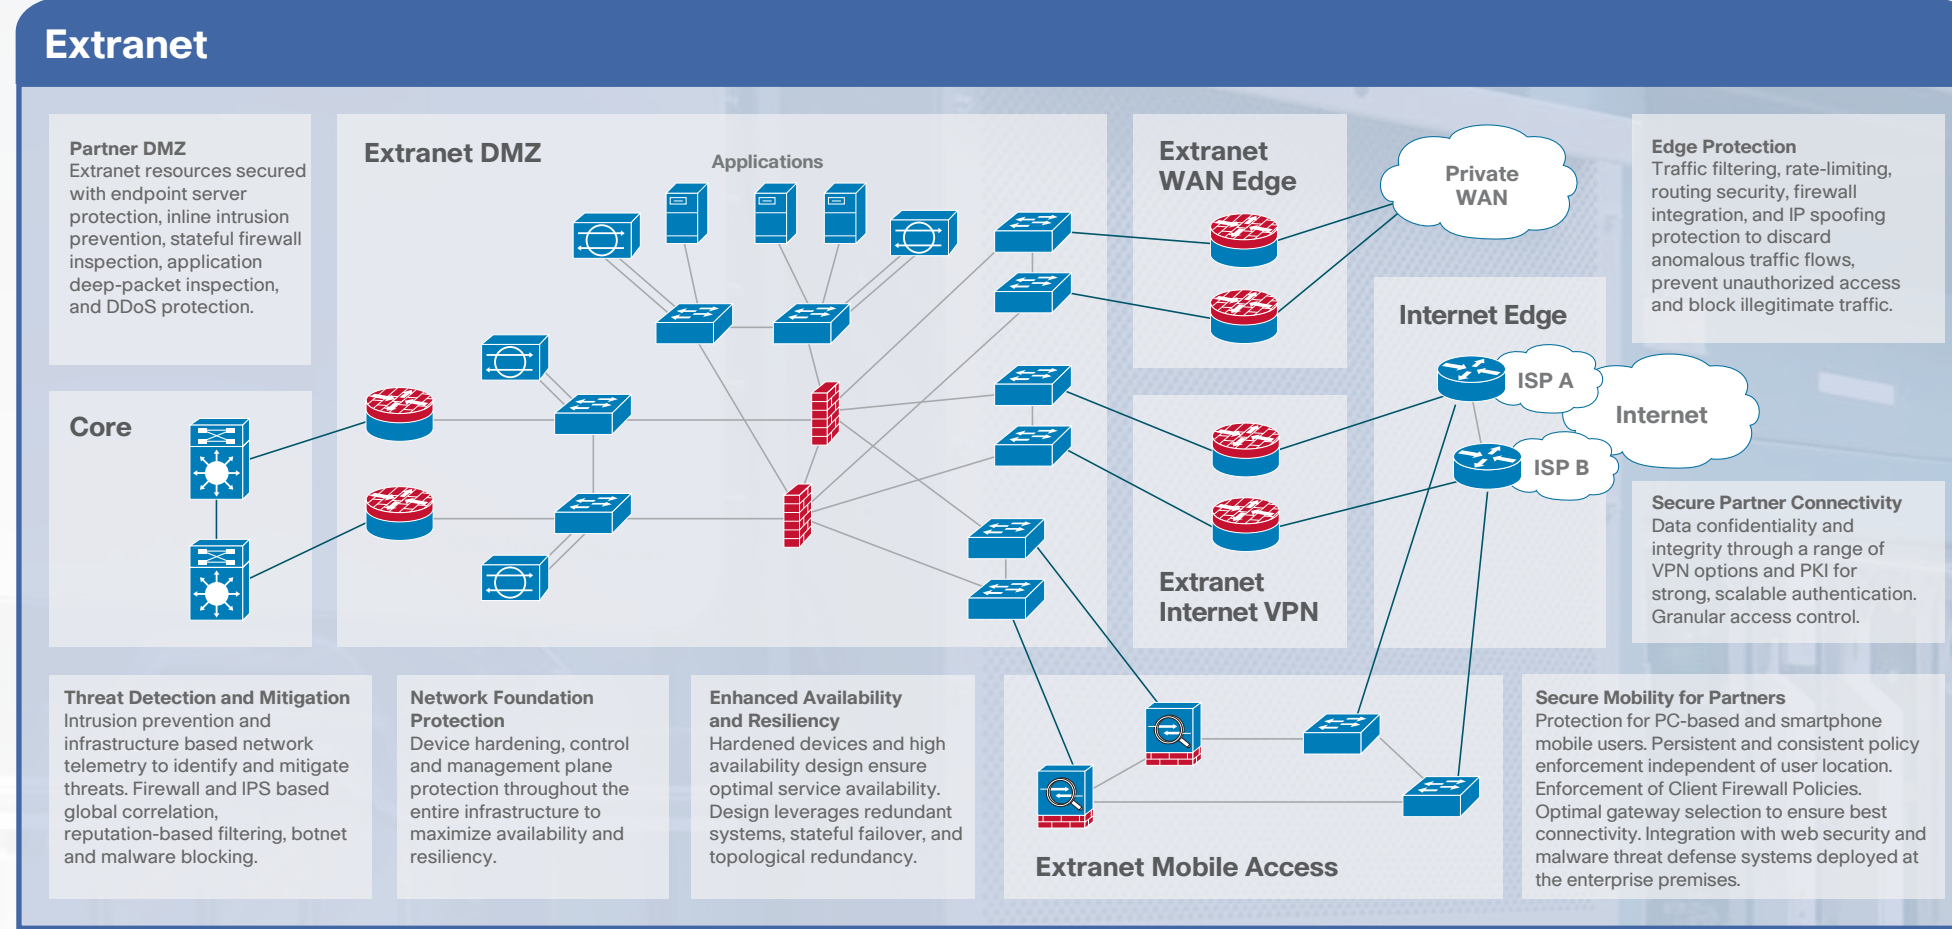 Extranet
Partner DMZ
Extranet resources secured
with endpoint server
protection, inline intrusion
prevention, stateful firewall
inspection, application
deep-packet inspection,
and DDoS protection.
Core
Extranet DMZ
Applications
Extranet
WAN Edge
Private
WAN
Edge Protection
Traffic filtering, rate-limiting,
routing security, firewall
integration, and IP spoofing
protection to discard
anomalous traffic flows,
prevent unauthorized access
and block illegitimate traffic.
Internet Edge
ISP A
Internet
ISP B
Extranet
Internet VPN
Secure Partner Connectivity
Data confidentiality and
integrity through a range of
VPN options and PKI for
strong, scalable authentication.
Granular access control.
Threat Detection and Mitigation
Intrusion prevention and
infrastructure based network
telemetry to identify and mitigate
threats. Firewall and IPS based
global correlation,
reputation-based filtering, botnet
and malware blocking.
Network Foundation
Protection
Device hardening, control
and management plane
protection throughout the
entire infrastructure to
maximize availability and
resiliency.
Enhanced Availability
and Resiliency
Hardened devices and high
availability design ensure
optimal service availability.
Design leverages redundant
systems, stateful failover, and
topological redundancy.
Extranet Mobile Access
Secure Mobility for Partners
Protection for PC-based and smartphone
mobile users. Persistent and consistent policy
enforcement independent of user location.
Enforcement of Client Firewall Policies.
Optimal gateway selection to ensure best
connectivity. Integration with web security and
malware threat defense systems deployed at
the enterprise premises.